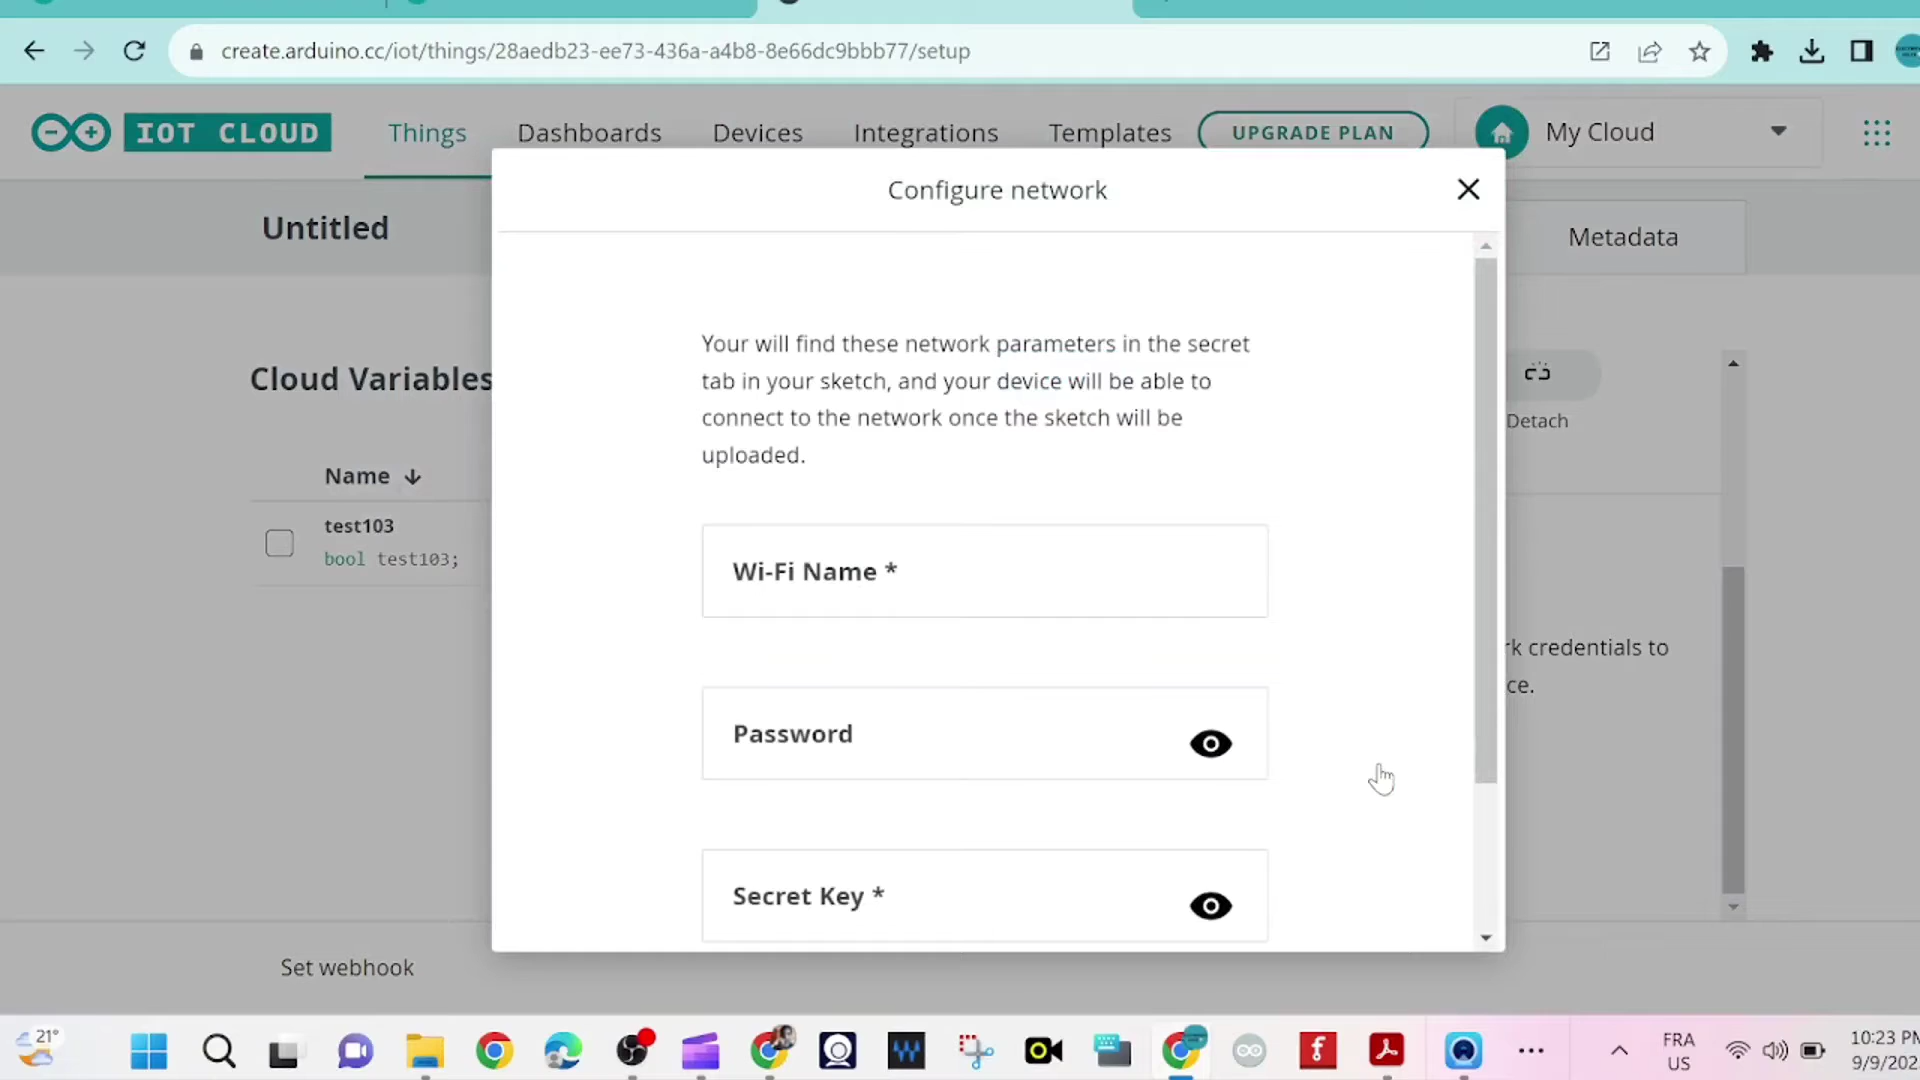 create.arduino.cc/iot/things/28aedb23-ee73-436a-a4b8-8e66dc9bbb77/setup
IOT CLOUD
Things
Dashboards
Devices
Integrations
Templates
UPGRADE PLAN
My Cloud
Untitled
Configure network
Metadata
Your will find these network parameters in the secret
tab in your sketch, and your device will be able to
connect to the network once the sketch will be
uploaded.
Cloud Variables
Detach
Name
test103
bool test103;
Wi-Fi Name *
rk credentials to
ce.
Password
Secret Key *
Set webhook
21°
FRA
US
10:23 PM
9/9/202